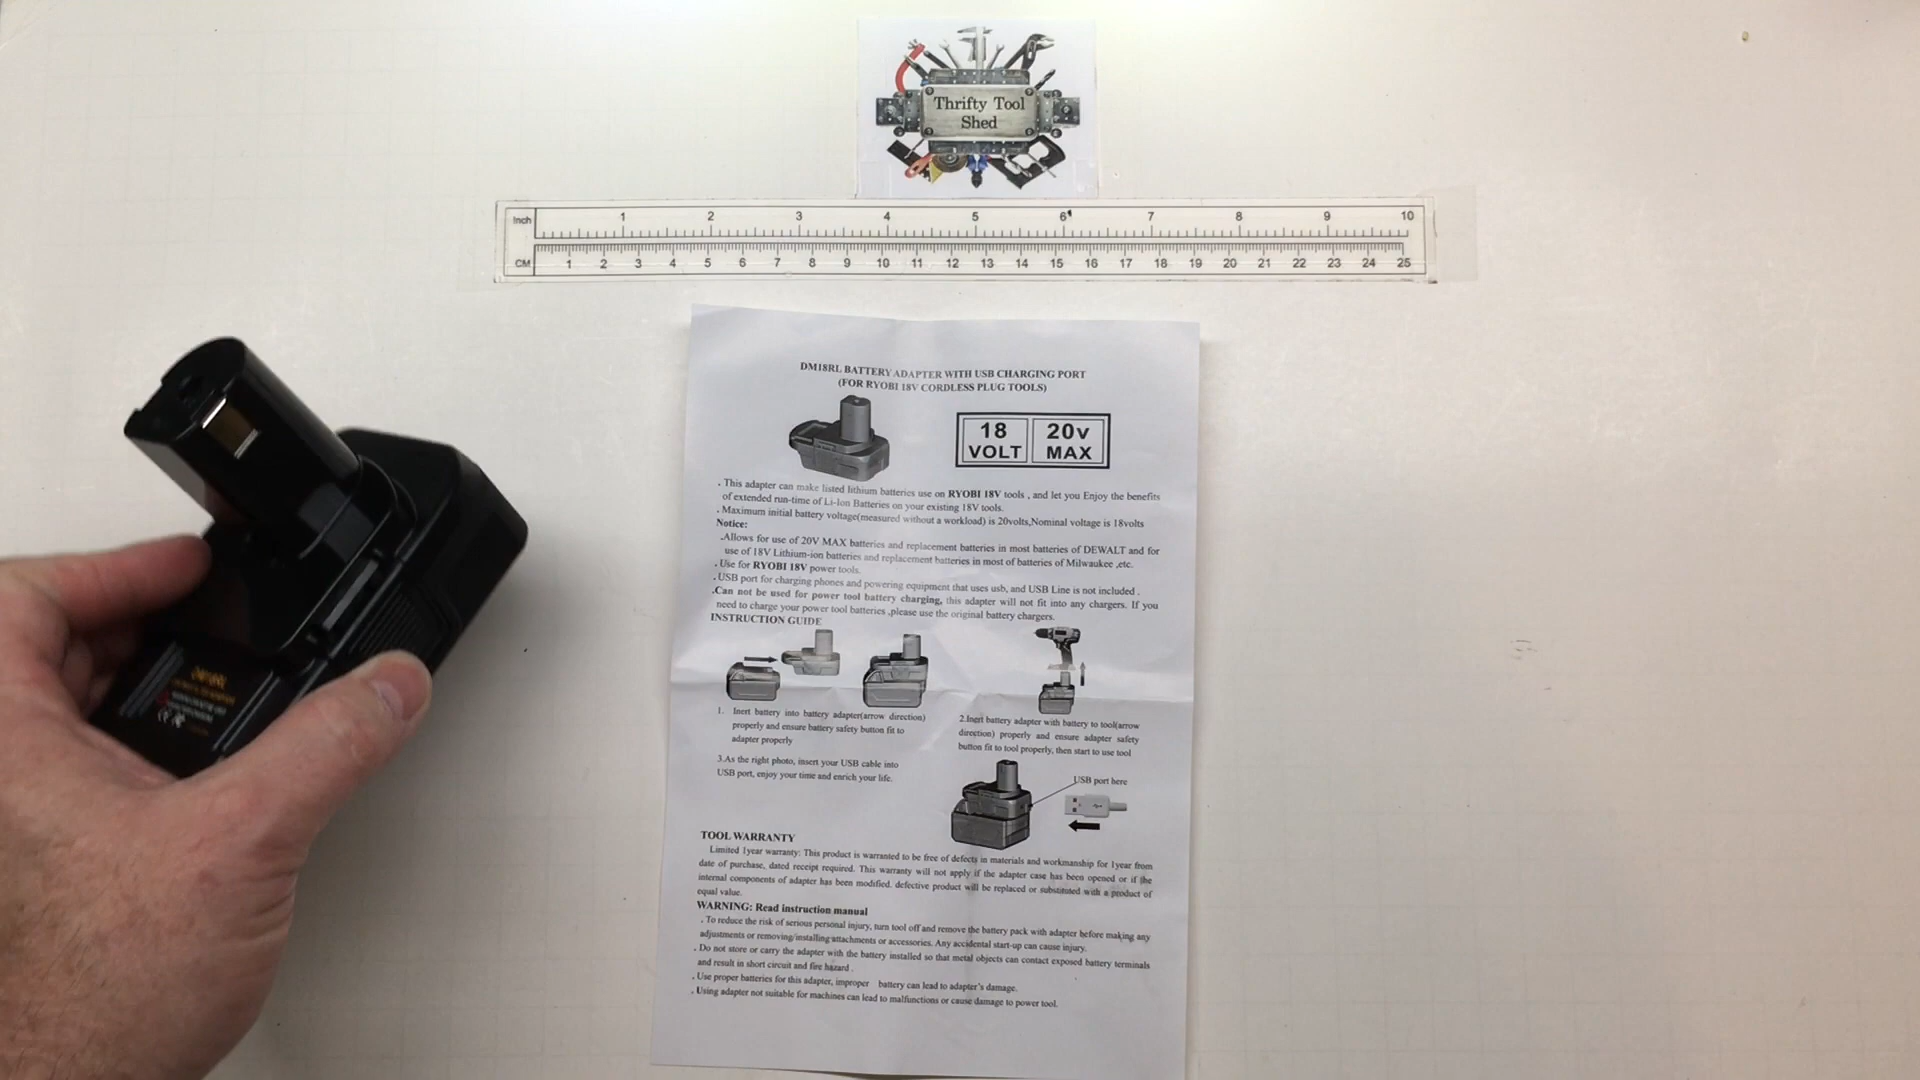 Thrifty Tool
Shed
Inch 1 2 3 4 5 6 7 8 9 10
CM 1 2 3 4 5 6 7 8 9 10 11 12 13 14 15 16 17 18 19 20 21 22 23 24 25
DM18RL BATTERY ADAPTER WITH USB CHARGING PORT
(FOR RYOBI 18V CORDLESS PLUG TOOLS)
18 VOLT 20V MAX
. This adapter can make listed lithium batteries use on RYOBI 18V tools , and let you Enjoy the benefits
of extended run-time of Li-Ion Batteries on your existing 18V tools.
. Maximum initial battery voltage(measured without a workload) is 20volts,Nominal voltage is 18volts
Notice:
.Allows for use of 20V MAX batteries and replacement batteries in most batteries of DEWALT and for
use of 18V Lithium-ion batteries and replacement batteries in most of batteries of Milwaukee ,etc.
. Use for RYOBI 18V power tools.
. USB port for charging phones and powering equipment that uses usb, and USB Line is not included .
.Can not be used for power tool battery charging, this adapter will not fit into any chargers. If you
need to charge your power tool batteries ,please use the original battery chargers.
INSTRUCTION GUIDE
1. Inert battery into battery adapter(arrow direction)
properly and ensure battery safety button fit to
adapter properly
2.Inert battery adapter with battery to tool(arrow
direction) properly and ensure adapter safety
button fit to tool properly, then start to use tool
3.As the right photo, insert your USB cable into
USB port, enjoy your time and enrich your life.
USB port here
TOOL WARRANTY
Limited 1year warranty: This product is warranted to be free of defects in materials and workmanship for 1year from
date of purchase, dated receipt required. This warranty will not apply if the adapter case has been opened or if the
internal components of adapter has been modified. defective product will be replaced or substituted with a product of
equal value.
WARNING: Read instruction manual
. To reduce the risk of serious personal injury, turn tool off and remove the battery pack with adapter before making any
adjustments or removing/installing attachments or accessories. Any accidental start-up can cause injury.
. Do not store or carry the adapter with the battery installed so that metal objects can contact exposed battery terminals
and result in short circuit and fire hazard .
. Use proper batteries for this adapter, improper battery can lead to adapter's damage.
. Using adapter not suitable for machines can lead to malfunctions or cause damage to power tool.
DM18RL